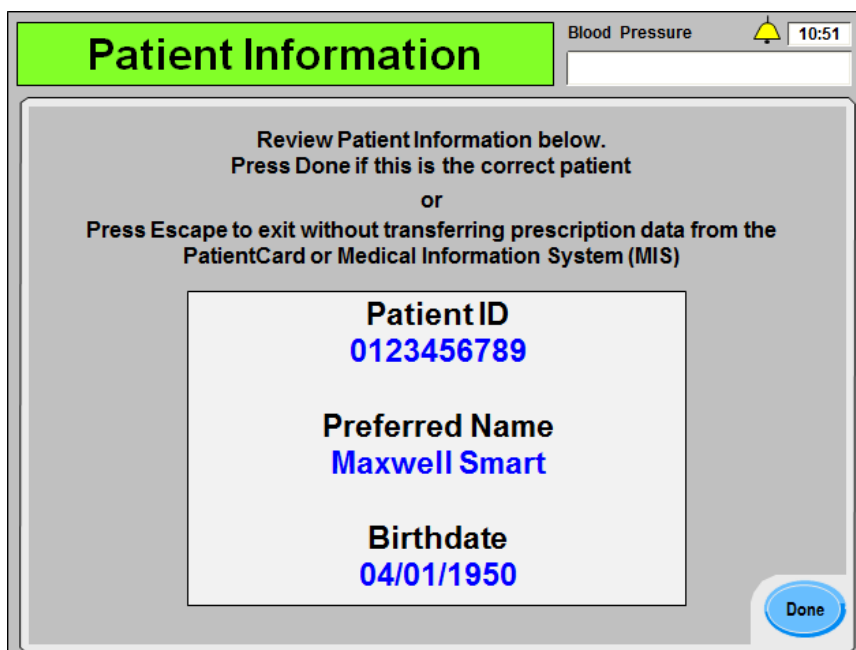 Patient Information
Blood Pressure
10:51
Review Patient Information below.
Press Done if this is the correct patient
or
Press Escape to exit without transferring prescription data from the
PatientCard or Medical Information System (MIS)
Patient ID
0123456789
Preferred Name
Maxwell Smart
Birthdate
04/01/1950
Done